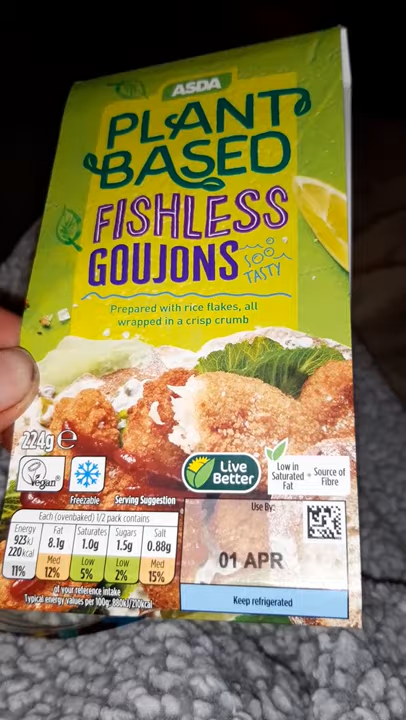 ASDA
PLANT
BASED
FISHLESS
GOUJONS
SOO
TASTY
Prepared with rice flakes, all
wrapped in a crisp crumb
224g e
Vegan
Freezable
Serving Suggestion
Live
Better
Low in
Saturated
Fat
Source of
Fibre
Each (ovenbaked) 1/2 pack contains
Energy Fat Saturates Sugars Salt
923kJ 8.1g 1.0g 1.5g 0.88g
220kcal Med Low Low Med
11% 12% 5% 2% 15%
of your reference intake
Typical energy values per 100g: 880kJ/210kcal
Use By:
01 APR
Keep refrigerated